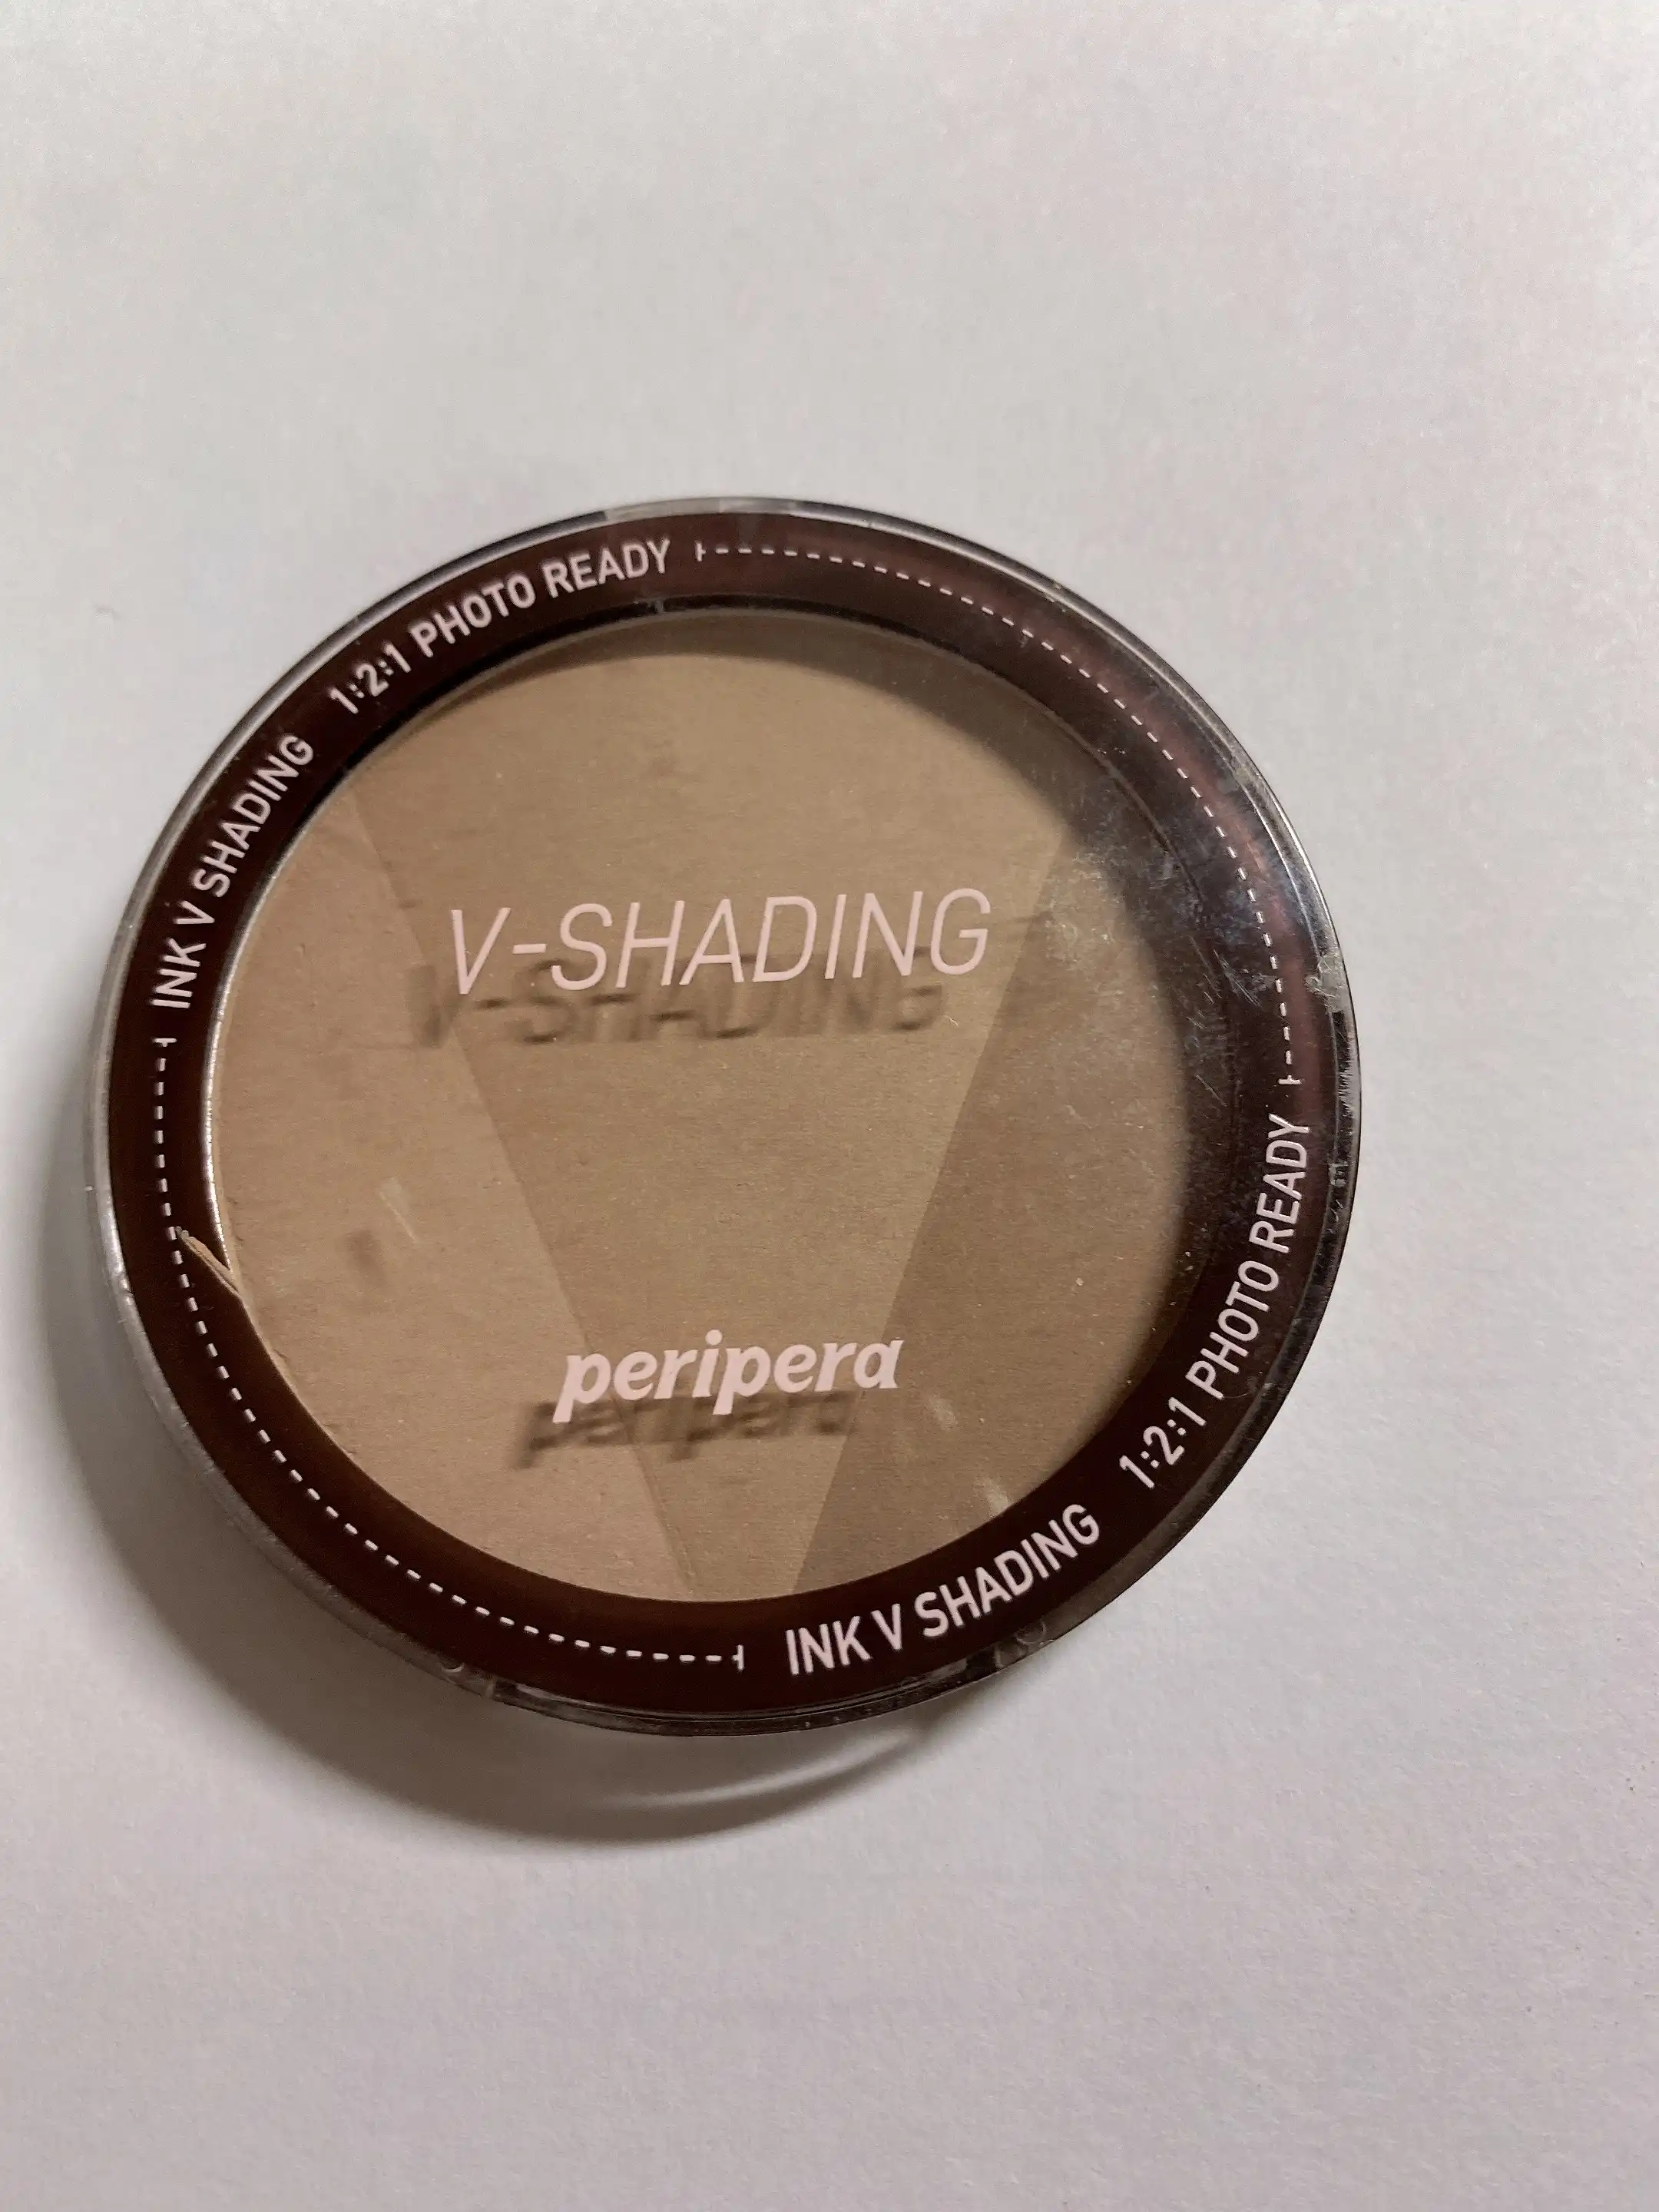 INK V SHADING 1:2:1 PHOTO READY
V-SHADING
peripera
INK V SHADING 1:2:1 PHOTO READY